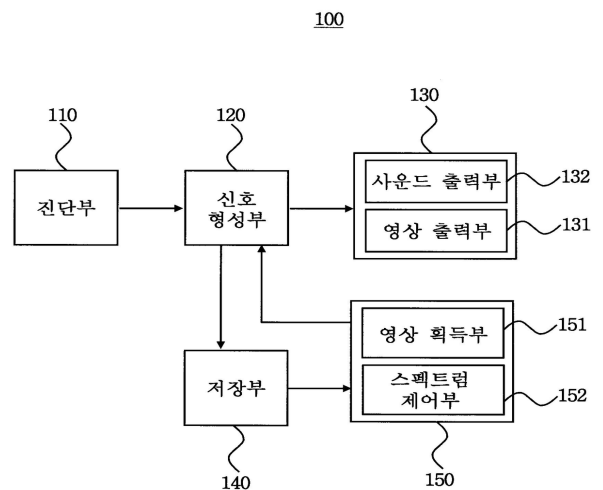 100
110
120
130
진단부
신호
형성부
사운드 출력부
132
영상 출력부
131
영상 획득부
151
저장부
스펙트럼
제어부
152
140
150